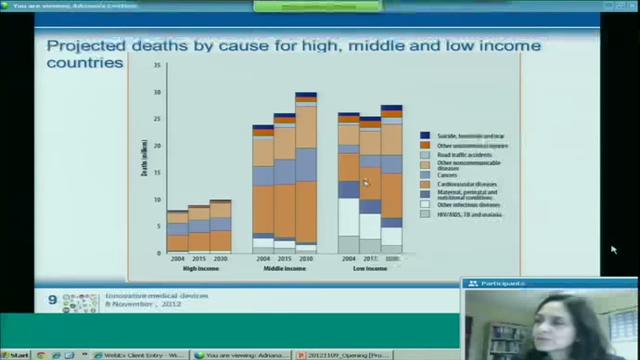 You are viewing Adriana's
Projected deaths by cause for high, middle and low income
countries
35
30
25
20
15
10
5
0
Death (millions)
2004 2015 2030 2004 2015 2030 2004
High income Middle income Low income
Suicide, homicide and war
Other unintentional injuries
Road traffic accidents
Other noncommunicable
diseases
Cancers
Cardiovascular diseases
Maternal, perinatal and
nutritional conditions
Other infectious diseases
HIV/AIDS, TB and malaria
9
Innovative medical devices
8 November, 2012
Participants
Start
WebEx Client Entry - W...
You are viewing Adriana...
20121109_Opening [Pro...